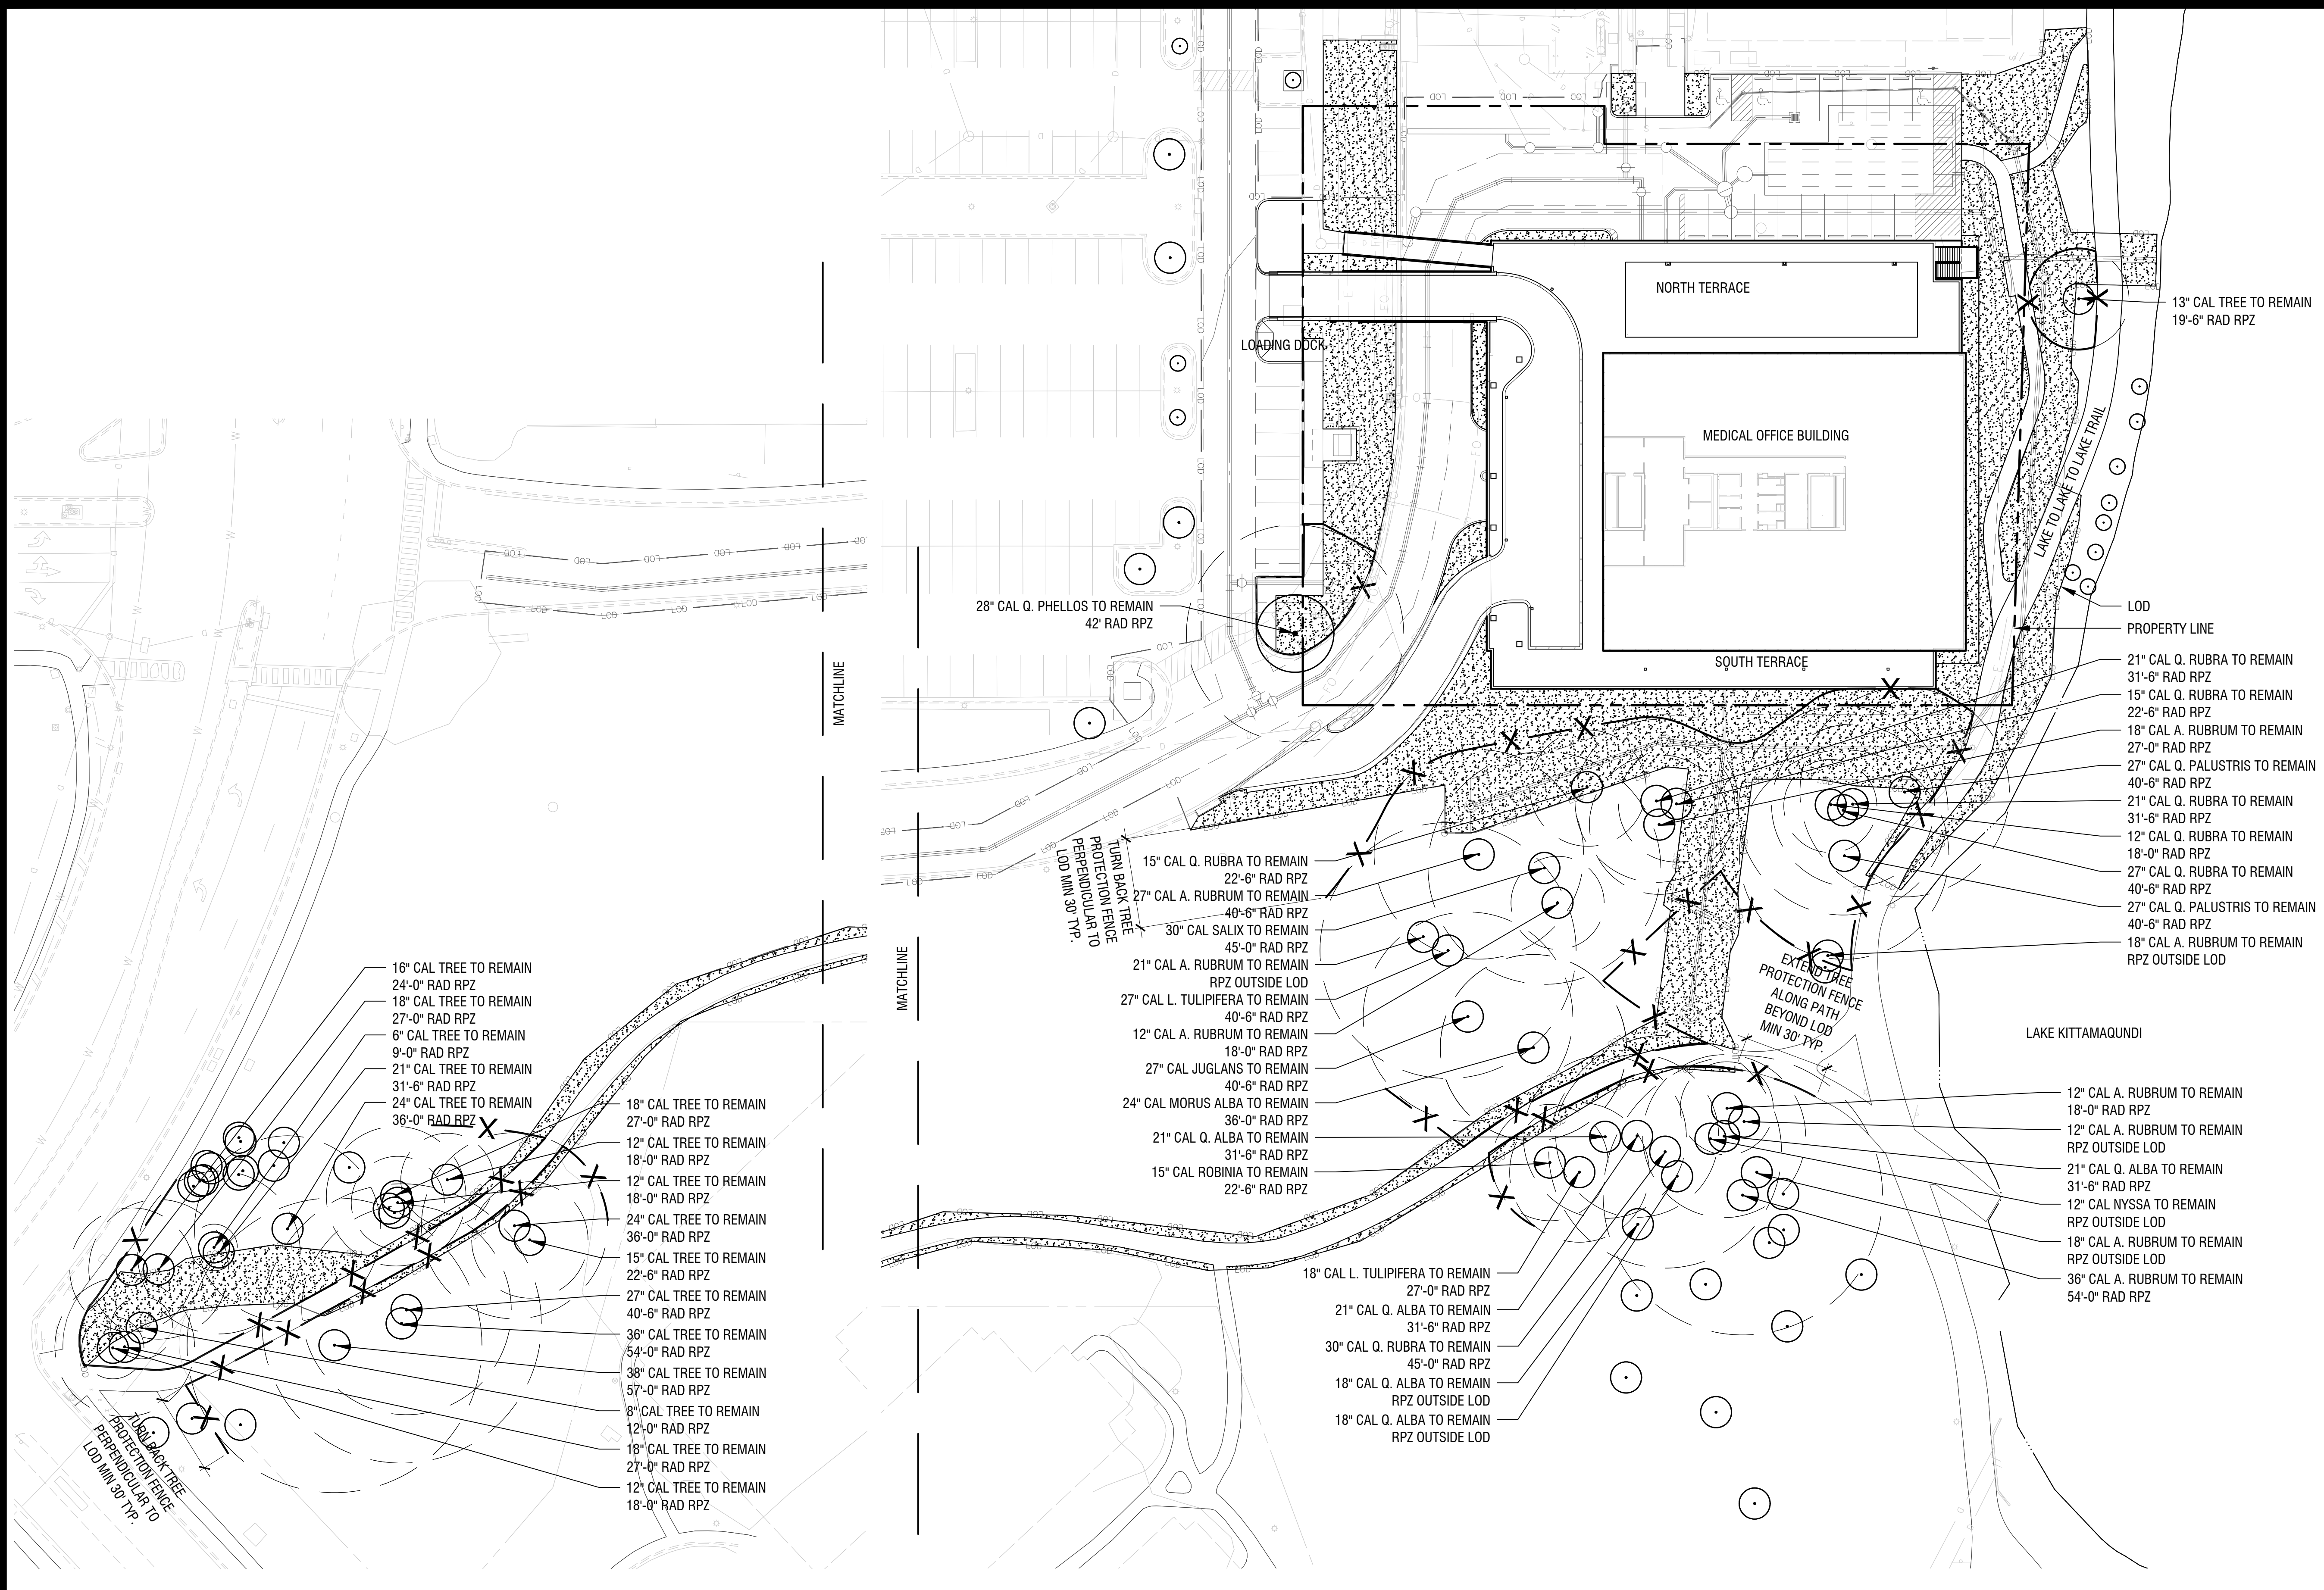 NORTH TERRACE
13" CAL TREE TO REMAIN
19'-6" RAD RPZ
LOADING DOCK
MEDICAL OFFICE BUILDING
LAKE TO LAKE TO LAKE TRAIL
28" CAL Q. PHELLOS TO REMAIN
42' RAD RPZ
SOUTH TERRACE
LOD
PROPERTY LINE
21" CAL Q. RUBRA TO REMAIN
31'-6" RAD RPZ
15" CAL Q. RUBRA TO REMAIN
22'-6" RAD RPZ
18" CAL A. RUBRUM TO REMAIN
27'-0" RAD RPZ
27" CAL Q. PALUSTRIS TO REMAIN
40'-6" RAD RPZ
21" CAL Q. RUBRA TO REMAIN
31'-6" RAD RPZ
12" CAL Q. RUBRA TO REMAIN
18'-0" RAD RPZ
27" CAL Q. RUBRA TO REMAIN
40'-6" RAD RPZ
27" CAL Q. PALUSTRIS TO REMAIN
40'-6" RAD RPZ
18" CAL A. RUBRUM TO REMAIN
RPZ OUTSIDE LOD
MATCHLINE
MATCHLINE
TURN BACK TREE
PROTECTION FENCE
PERPENDICULAR TO
LOD MIN 30' TYP.
15" CAL Q. RUBRA TO REMAIN
22'-6" RAD RPZ
27" CAL A. RUBRUM TO REMAIN
40'-6" RAD RPZ
30" CAL SALIX TO REMAIN
45'-0" RAD RPZ
21" CAL A. RUBRUM TO REMAIN
RPZ OUTSIDE LOD
27" CAL L. TULIPIFERA TO REMAIN
40'-6" RAD RPZ
12" CAL A. RUBRUM TO REMAIN
18'-0" RAD RPZ
27" CAL JUGLANS TO REMAIN
40'-6" RAD RPZ
24" CAL MORUS ALBA TO REMAIN
36'-0" RAD RPZ
21" CAL Q. ALBA TO REMAIN
31'-6" RAD RPZ
15" CAL ROBINIA TO REMAIN
22'-6" RAD RPZ
EXTEND TREE
PROTECTION FENCE
ALONG PATH
BEYOND LOD
MIN 30' TYP.
LAKE KITTAMAQUNDI
12" CAL A. RUBRUM TO REMAIN
18'-0" RAD RPZ
12" CAL A. RUBRUM TO REMAIN
RPZ OUTSIDE LOD
21" CAL Q. ALBA TO REMAIN
31'-6" RAD RPZ
12" CAL NYSSA TO REMAIN
RPZ OUTSIDE LOD
18" CAL A. RUBRUM TO REMAIN
RPZ OUTSIDE LOD
36" CAL A. RUBRUM TO REMAIN
54'-0" RAD RPZ
18" CAL L. TULIPIFERA TO REMAIN
27'-0" RAD RPZ
21" CAL Q. ALBA TO REMAIN
31'-6" RAD RPZ
30" CAL Q. RUBRA TO REMAIN
45'-0" RAD RPZ
18" CAL Q. ALBA TO REMAIN
RPZ OUTSIDE LOD
18" CAL Q. ALBA TO REMAIN
RPZ OUTSIDE LOD
16" CAL TREE TO REMAIN
24'-0" RAD RPZ
18" CAL TREE TO REMAIN
27'-0" RAD RPZ
6" CAL TREE TO REMAIN
9'-0" RAD RPZ
21" CAL TREE TO REMAIN
31'-6" RAD RPZ
24" CAL TREE TO REMAIN
36'-0" RAD RPZ
18" CAL TREE TO REMAIN
27'-0" RAD RPZ
12" CAL TREE TO REMAIN
18'-0" RAD RPZ
12" CAL TREE TO REMAIN
18'-0" RAD RPZ
24" CAL TREE TO REMAIN
36'-0" RAD RPZ
15" CAL TREE TO REMAIN
22'-6" RAD RPZ
27" CAL TREE TO REMAIN
40'-6" RAD RPZ
36" CAL TREE TO REMAIN
54'-0" RAD RPZ
38" CAL TREE TO REMAIN
57'-0" RAD RPZ
8" CAL TREE TO REMAIN
12'-0" RAD RPZ
18" CAL TREE TO REMAIN
27'-0" RAD RPZ
12" CAL TREE TO REMAIN
18'-0" RAD RPZ
TURN BACK TREE
PROTECTION FENCE
PERPENDICULAR TO
LOD MIN 30' TYP.